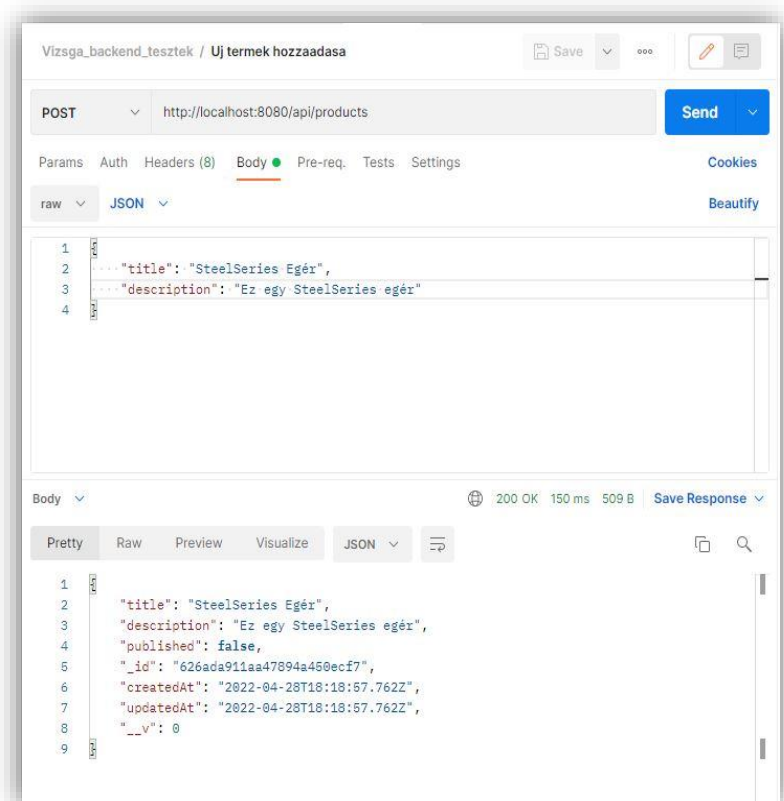 Vizsga_backend_tesztek / Uj termek hozzaadasa Save
POST http://localhost:8080/api/products Send
Params Auth Headers (8) Body Pre-req. Tests Settings Cookies
raw JSON Beautify
1 {
2 "title": "SteelSeries Egér",
3 "description": "Ez egy SteelSeries egér"
4 }
Body 200 OK 150 ms 509 B Save Response
Pretty Raw Preview Visualize JSON
1 {
2 "title": "SteelSeries Egér",
3 "description": "Ez egy SteelSeries egér",
4 "published": false,
5 "_id": "626ada911aa47894a450ecf7",
6 "createdAt": "2022-04-28T18:18:57.762Z",
7 "updatedAt": "2022-04-28T18:18:57.762Z",
8 "__v": 0
9 }